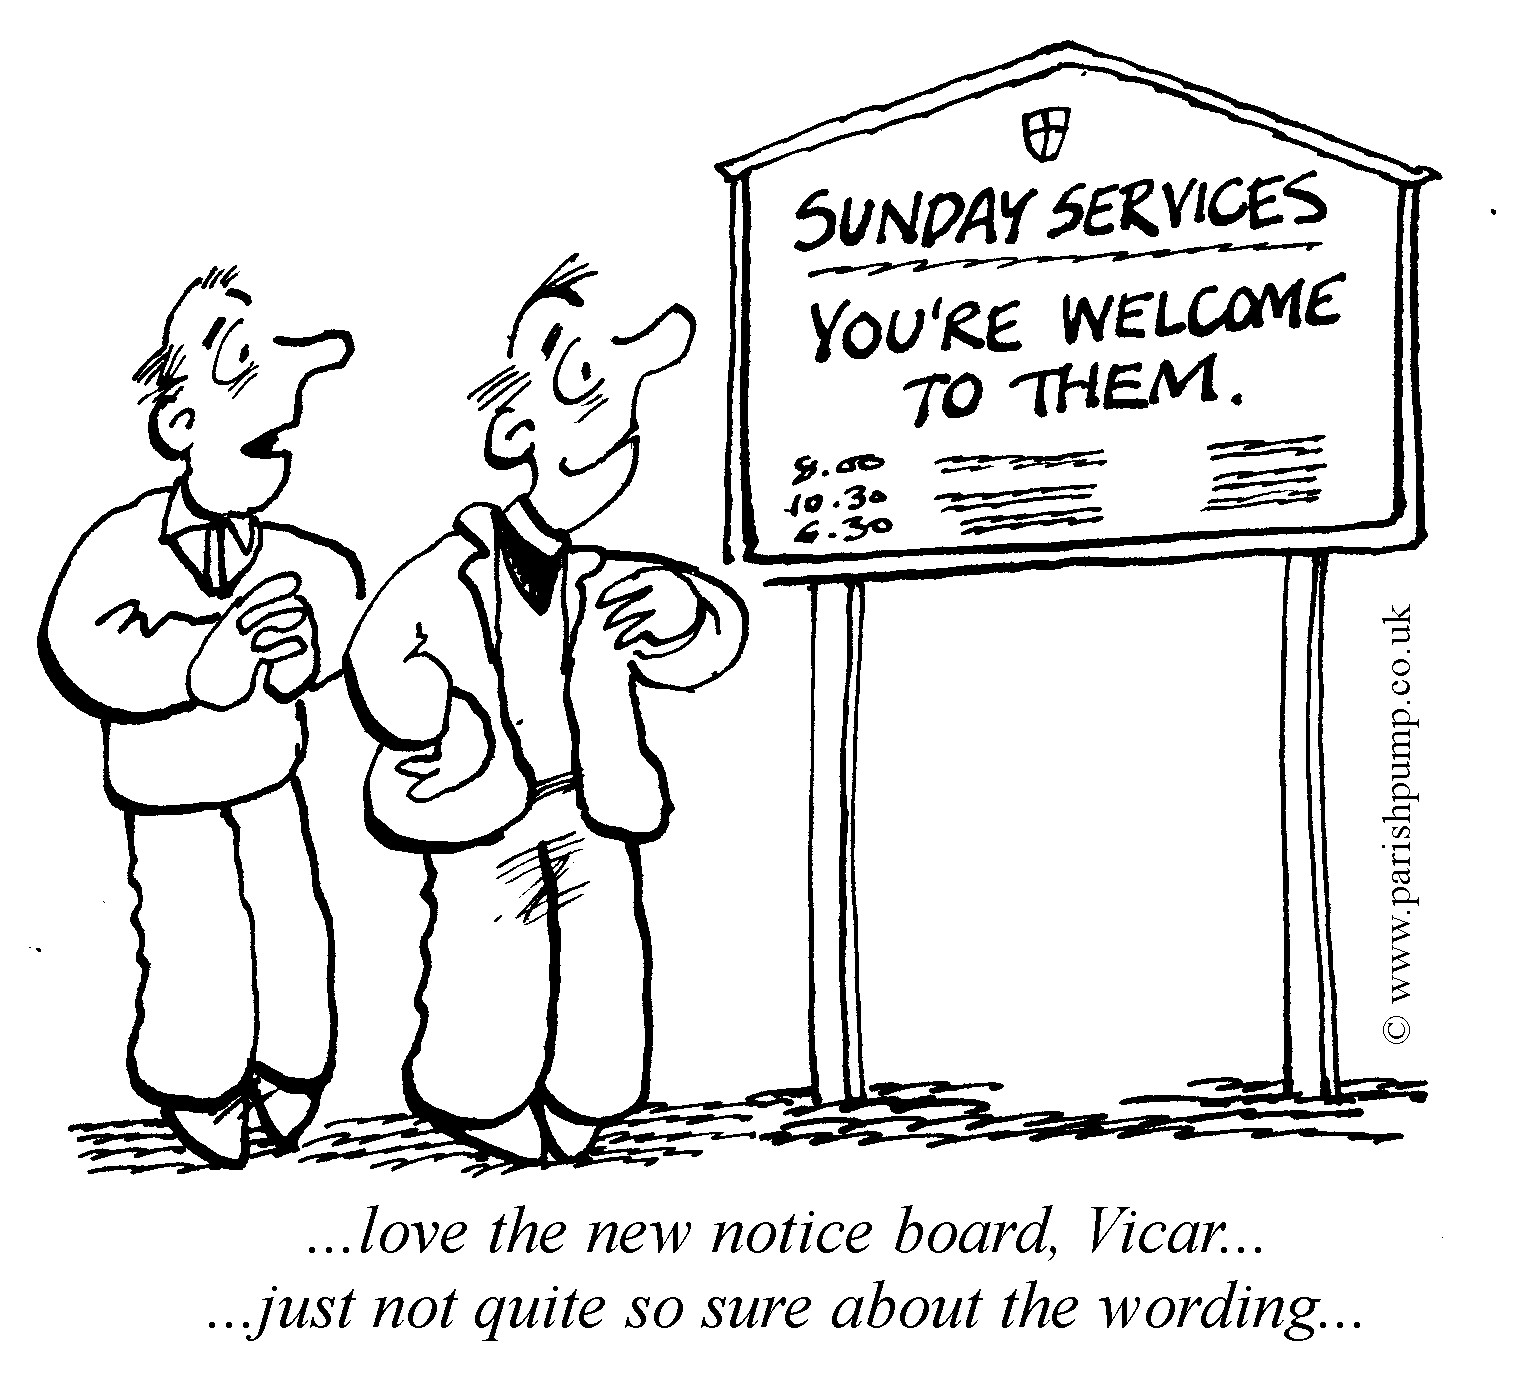 SUNDAY SERVICES
YOU'RE WELCOME
TO THEM.
8.00
10.30
6.30
© www.parishpump.co.uk
...love the new notice board, Vicar...
...just not quite so sure about the wording...